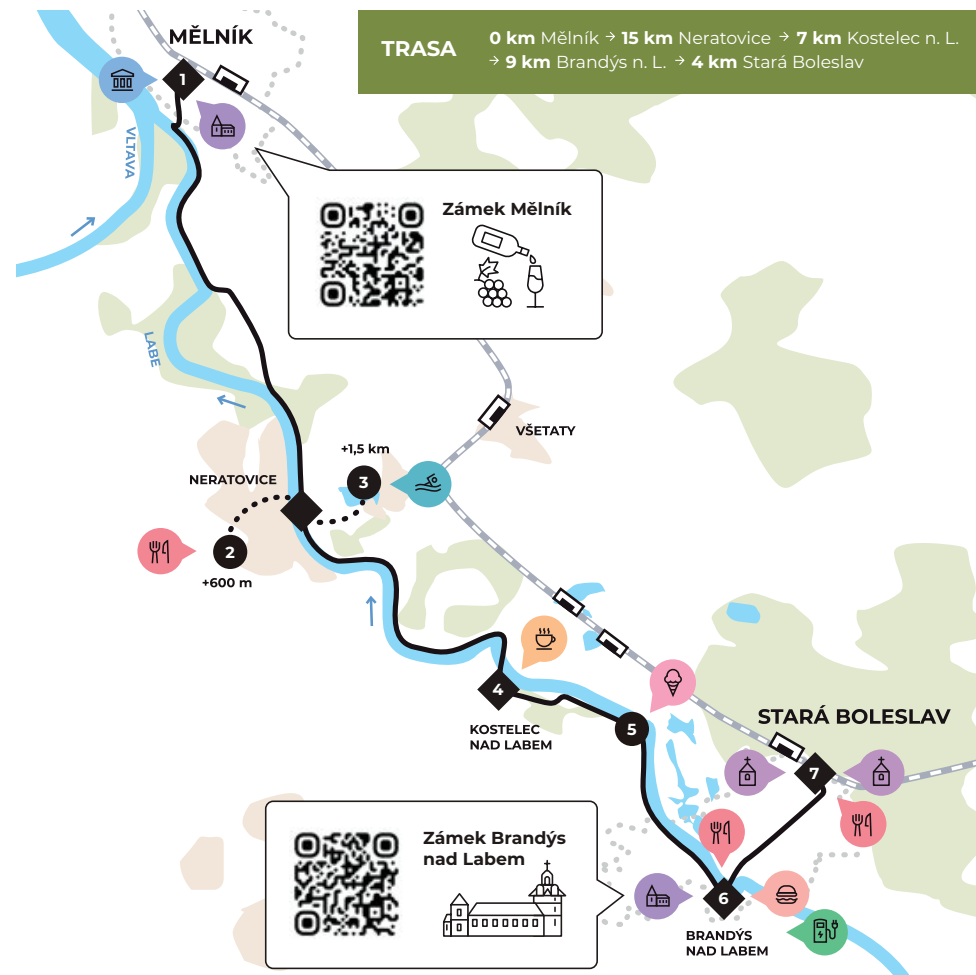 TRASA
0 km Mělník → 15 km Neratovice → 7 km Kostelec n. L.
→ 9 km Brandýs n. L. → 4 km Stará Boleslav
MĚLNÍK
1
VLTAVA
Zámek Mělník
LABE
VŠETATY
+1,5 km
NERATOVICE
3
2
+600 m
4
KOSTELEC
NAD LABEM
5
STARÁ BOLESLAV
7
Zámek Brandýs
nad Labem
6
BRANDÝS
NAD LABEM